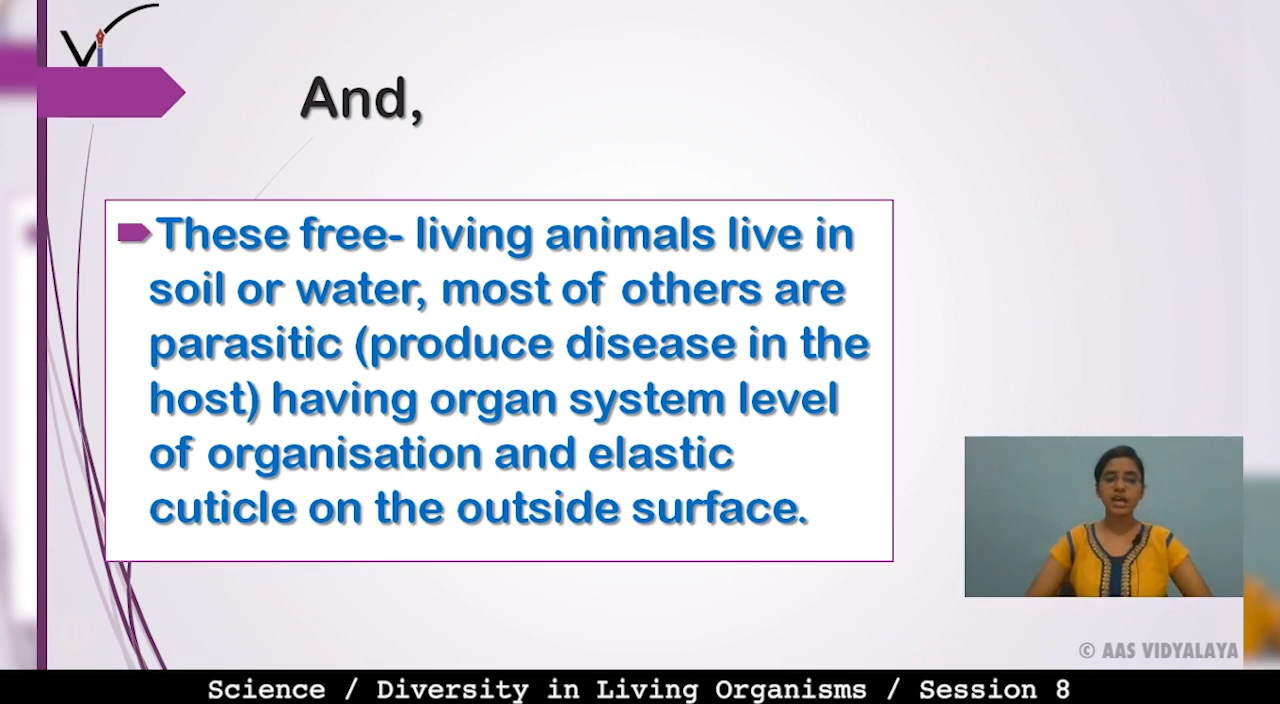 And,
These free- living animals live in
soil or water, most of others are
parasitic (produce disease in the
host) having organ system level
of organisation and elastic
cuticle on the outside surface.
© AAS VIDYALAYA
Science / Diversity in Living Organisms / Session 8